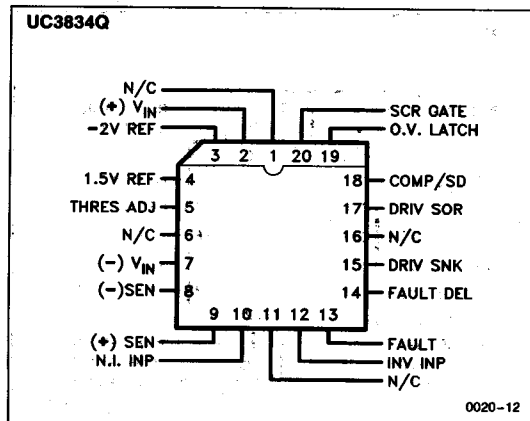 UC3834Q
N/C
(+) VIN
-2V REF
SCR GATE
O.V. LATCH
3 2 1 20 19
1.5V REF 4
THRES ADJ 5
N/C 6
(-) VIN 7
(-)SEN 8
18 COMP/SD
17 DRIV SOR
16 N/C
15 DRIV SNK
14 FAULT DEL
9 10 11 12 13
(+) SEN
N.I. INP
FAULT
INV INP
N/C
0020-12